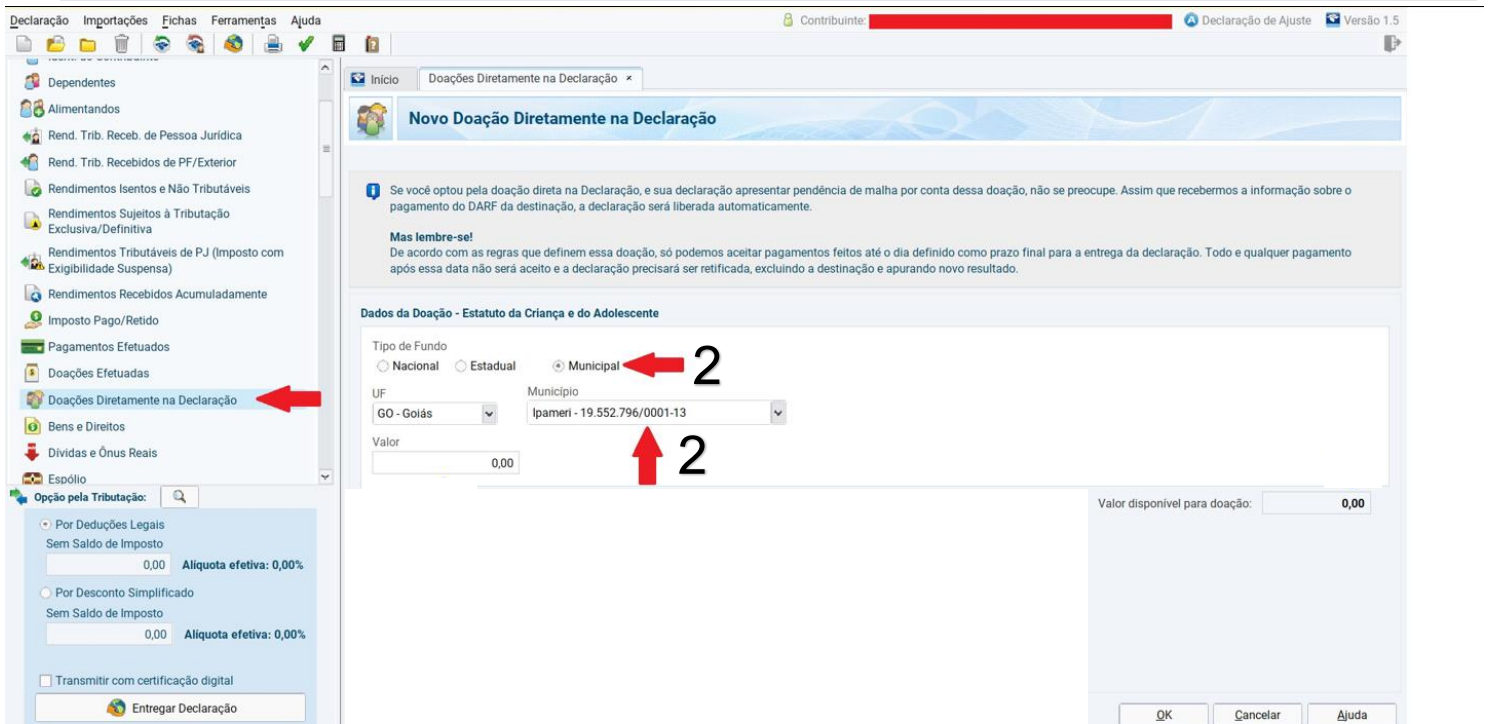 Declaração Importações Fichas Ferramentas Ajuda
Contribuinte:
Declaração de Ajuste
Versão 1.5
Dependentes
Alimentandos
Rend. Trib. Receb. de Pessoa Jurídica
Rend. Trib. Recebidos de PF/Exterior
Rendimentos Isentos e Não Tributáveis
Rendimentos Sujeitos à Tributação
Exclusiva/Definitiva
Rendimentos Tributáveis de PJ (Imposto com
Exigibilidade Suspensa)
Rendimentos Recebidos Acumuladamente
Imposto Pago/Retido
Pagamentos Efetuados
Doações Efetuadas
Doações Diretamente na Declaração
Bens e Direitos
Dívidas e Ônus Reais
Espólio
Opção pela Tributação:
Por Deduções Legais
Sem Saldo de Imposto
0,00 Alíquota efetiva: 0,00%
Por Desconto Simplificado
Sem Saldo de Imposto
0,00 Alíquota efetiva: 0,00%
Transmitir com certificação digital
Entregar Declaração
Início
Doações Diretamente na Declaração ×
Novo Doação Diretamente na Declaração
Se você optou pela doação direta na Declaração, e sua declaração apresentar pendência de malha por conta dessa doação, não se preocupe. Assim que recebermos a informação sobre o
pagamento do DARF da destinação, a declaração será liberada automaticamente.
Mas lembre-se!
De acordo com as regras que definem essa doação, só podemos aceitar pagamentos feitos até o dia definido como prazo final para a entrega da declaração. Todo e qualquer pagamento
após essa data não será aceito e a declaração precisará ser retificada, excluindo a destinação e apurando novo resultado.
Dados da Doação - Estatuto da Criança e do Adolescente
Tipo de Fundo
Nacional Estadual Municipal 2
UF Município
GO - Goiás Ipameri - 19.552.796/0001-13
Valor
0,00
2
Valor disponível para doação: 0,00
OK Cancelar Ajuda